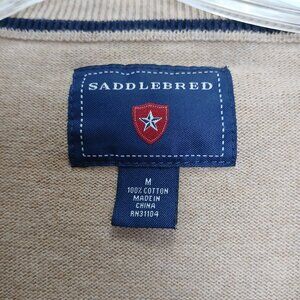 SADDLEBRED
M
100% COTTON
MADE IN
CHINA
RN31104